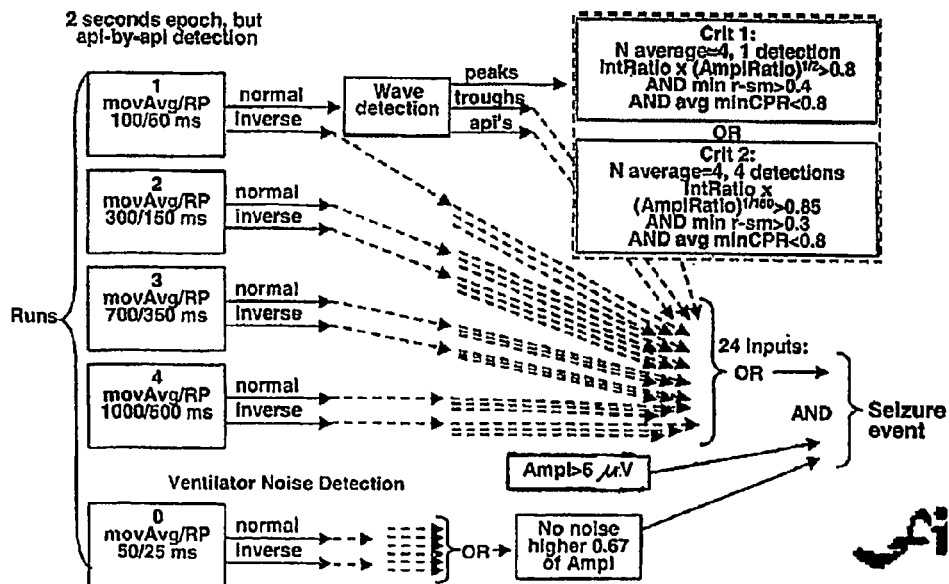 2 seconds epoch, but
api-by-api detection
1
movAvg/RP
100/50 ms
normal
inverse
Wave
detection
peaks
troughs
api's
Crit 1:
N average=4, 1 detection
IntRatio x (AmplRatio)1/2>0.8
AND min r-sm>0.4
AND avg minCPR<0.8
OR
Crit 2:
N average=4, 4 detections
IntRatio x
(AmplRatio)1/100>0.85
AND min r-sm>0.3
AND avg minCPR<0.8
2
movAvg/RP
300/150 ms
normal
inverse
Runs
3
movAvg/RP
700/350 ms
normal
inverse
4
movAvg/RP
1000/500 ms
normal
inverse
24 Inputs:
OR
AND
Seizure
event
Ampl>5 μV
Ventilator Noise Detection
0
movAvg/RP
50/25 ms
normal
inverse
OR
No noise
higher 0.67
of Ampl